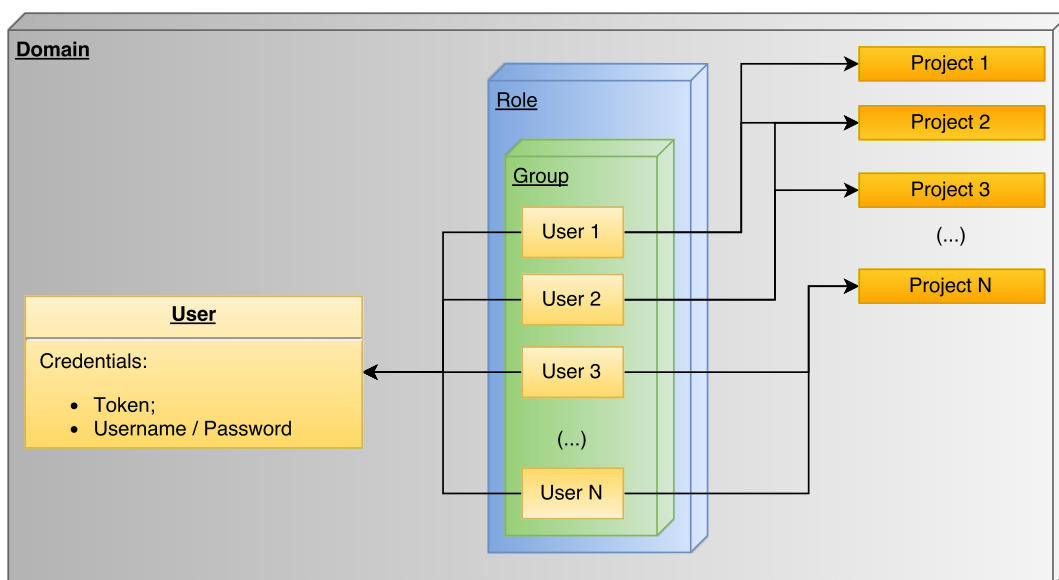 Domain
Role
Group
User 1
User 2
User 3
(...)
User N
User
Credentials:
• Token;
• Username / Password
Project 1
Project 2
Project 3
(...)
Project N